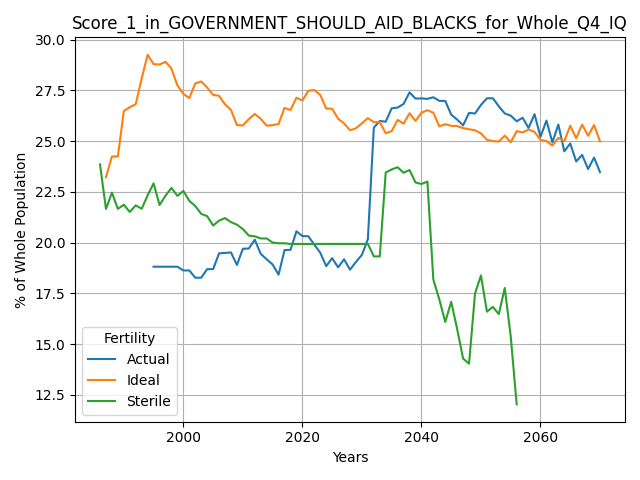 Score_1_in_GOVERNMENT_SHOULD_AID_BLACKS_for_Whole_Q4_IQ
30.0
27.5
25.0
22.5
20.0
17.5
15.0
12.5
% of Whole Population
Fertility
Actual
Ideal
Sterile
2000
2020
2040
2060
Years